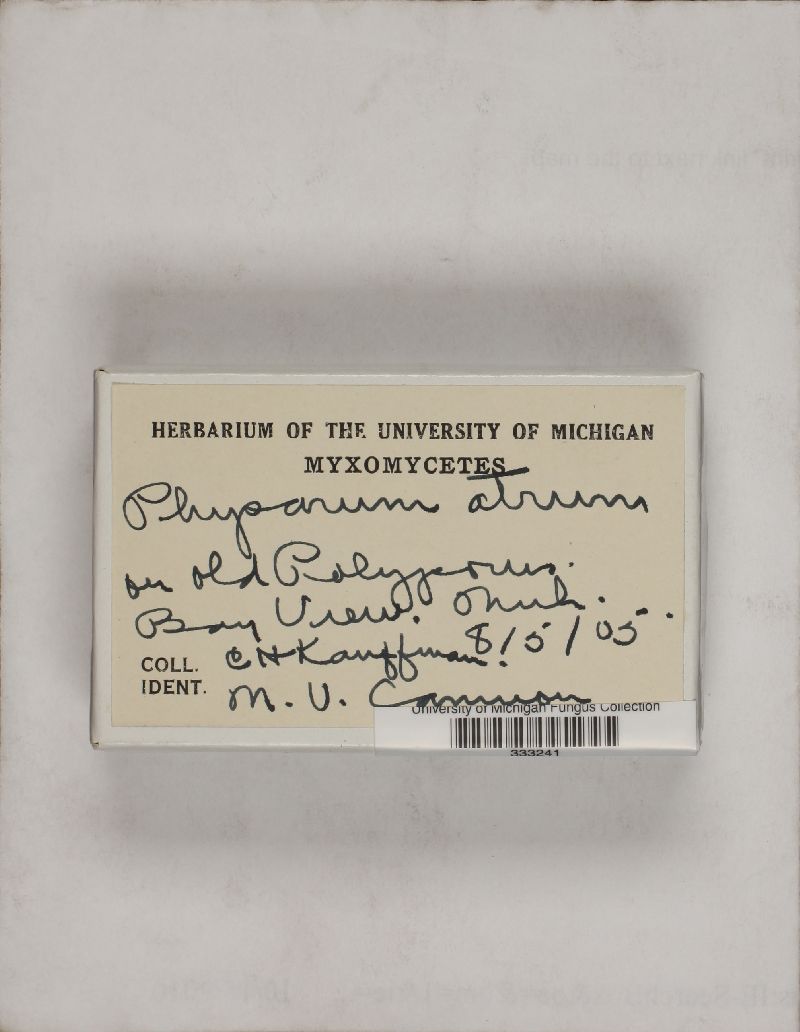 HERBARIUM OF THE UNIVERSITY OF MICHIGAN
MYXOMYCETES
Physarum atrum
on old Polyporus.
Bay View. Mich.
COLL. C H Kauffman. 8/5/05.
IDENT. M. V. Cannon
University of Michigan Fungus Collection
333241